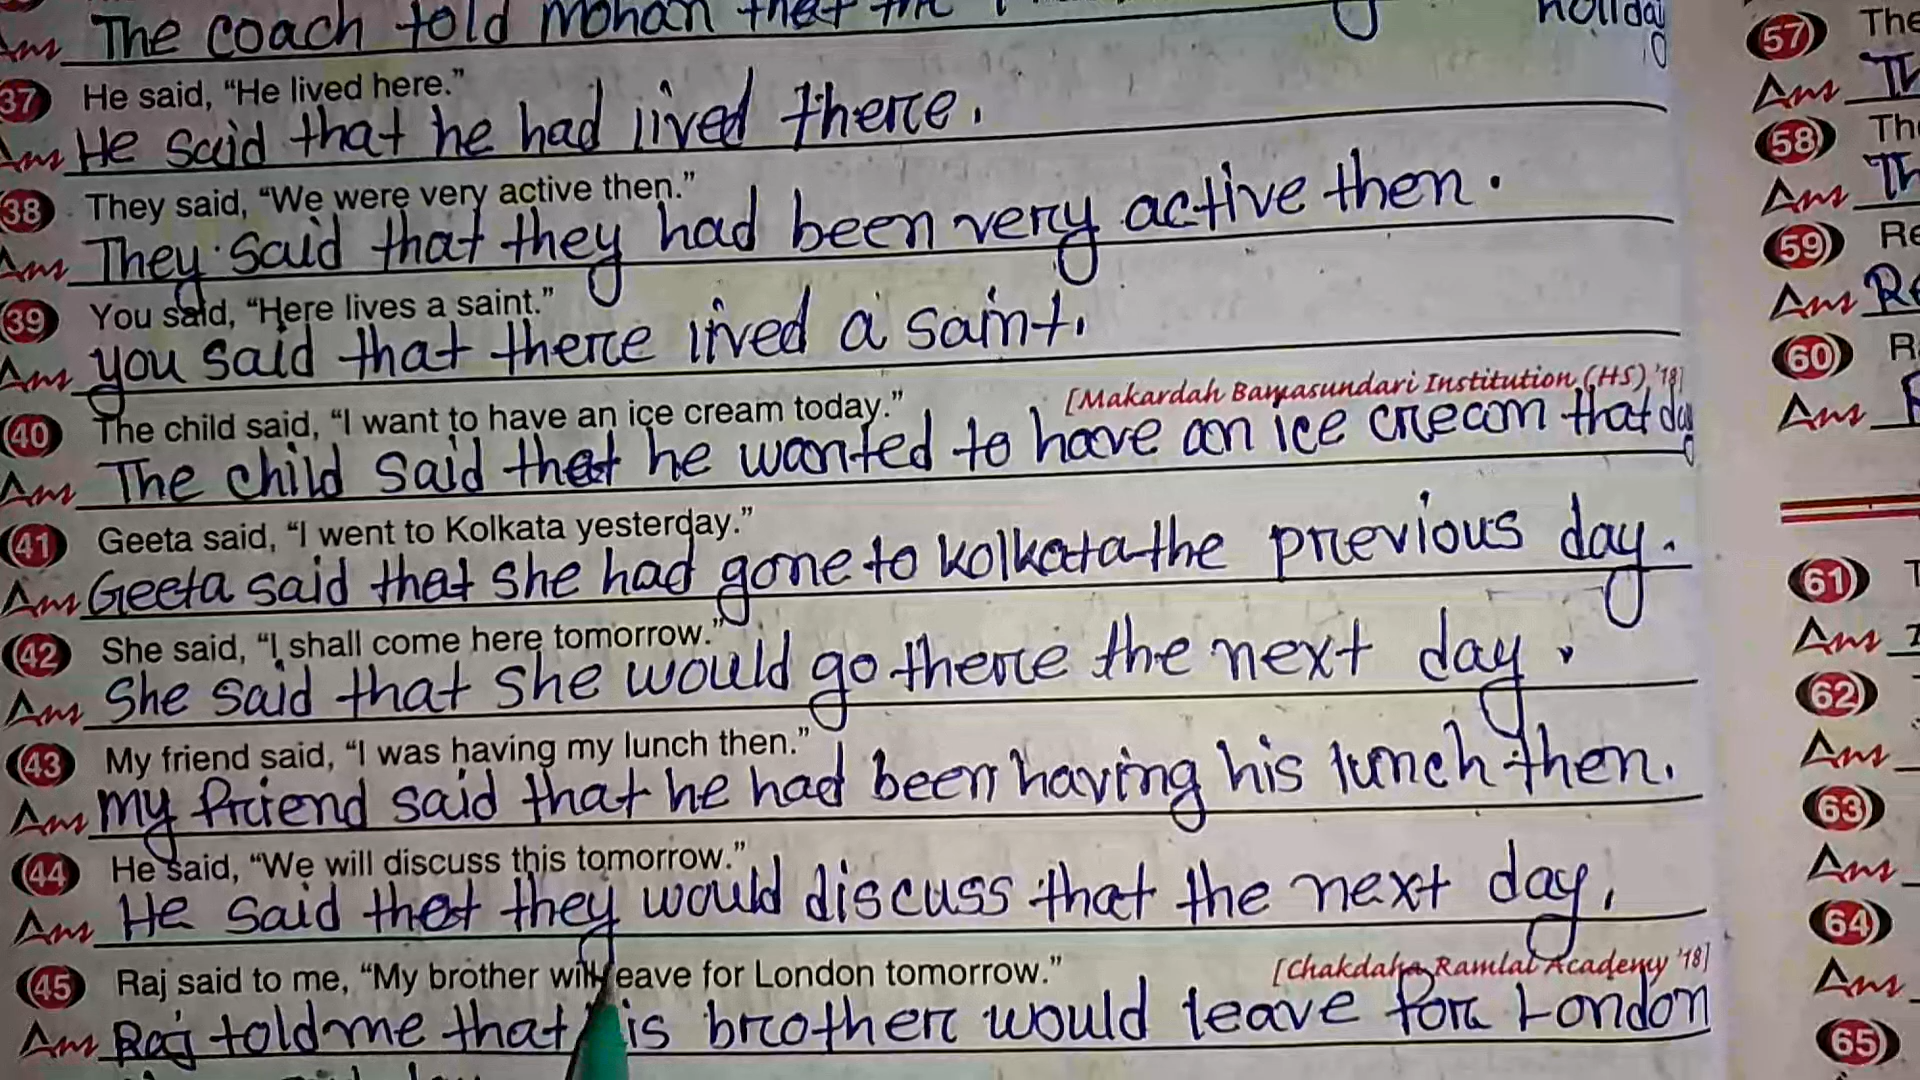 Ans The coach told Mohan that the
holiday
37 He said, “He lived here.”
Ans He said that he had lived there.
38 They said, “We were very active then.”
Ans They said that they had been very active then.
39 You said, “Here lives a saint.”
Ans you said that there lived a saint.
[Makardah Bamasundari Institution (HS) '18]
40 The child said, “I want to have an ice cream today.”
Ans The child said that he wanted to have an ice cream that day
41 Geeta said, “I went to Kolkata yesterday.”
Ans Geeta said that she had gone to Kolkata the previous day.
42 She said, “I shall come here tomorrow.”
Ans She said that she would go there the next day.
43 My friend said, “I was having my lunch then.”
Ans my friend said that he had been having his lunch then.
44 He said, “We will discuss this tomorrow.”
Ans He said that they would discuss that the next day.
[Chakdaha Ramlal Academy '18]
45 Raj said to me, “My brother will leave for London tomorrow.”
Ans Raj told me that his brother would leave for London
57 The
Ans Th
58 The
Ans Th
59 Re
Ans Re
60 R
Ans
61 T
Ans
62
Ans
63
Ans
64
Ans
65